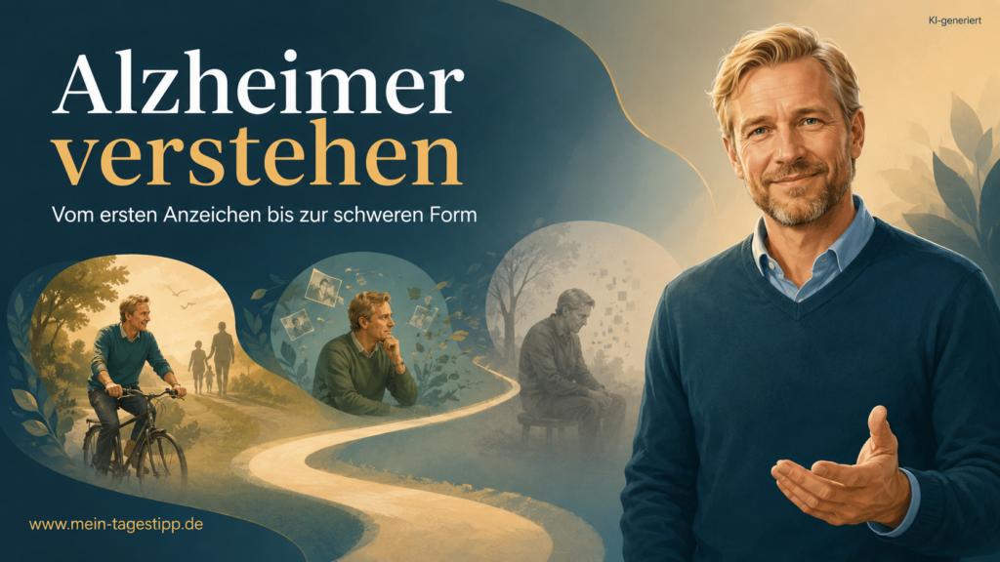 KI-generiert
Alzheimer
verstehen
Vom ersten Anzeichen bis zur schweren Form
www.mein-tagestipp.de